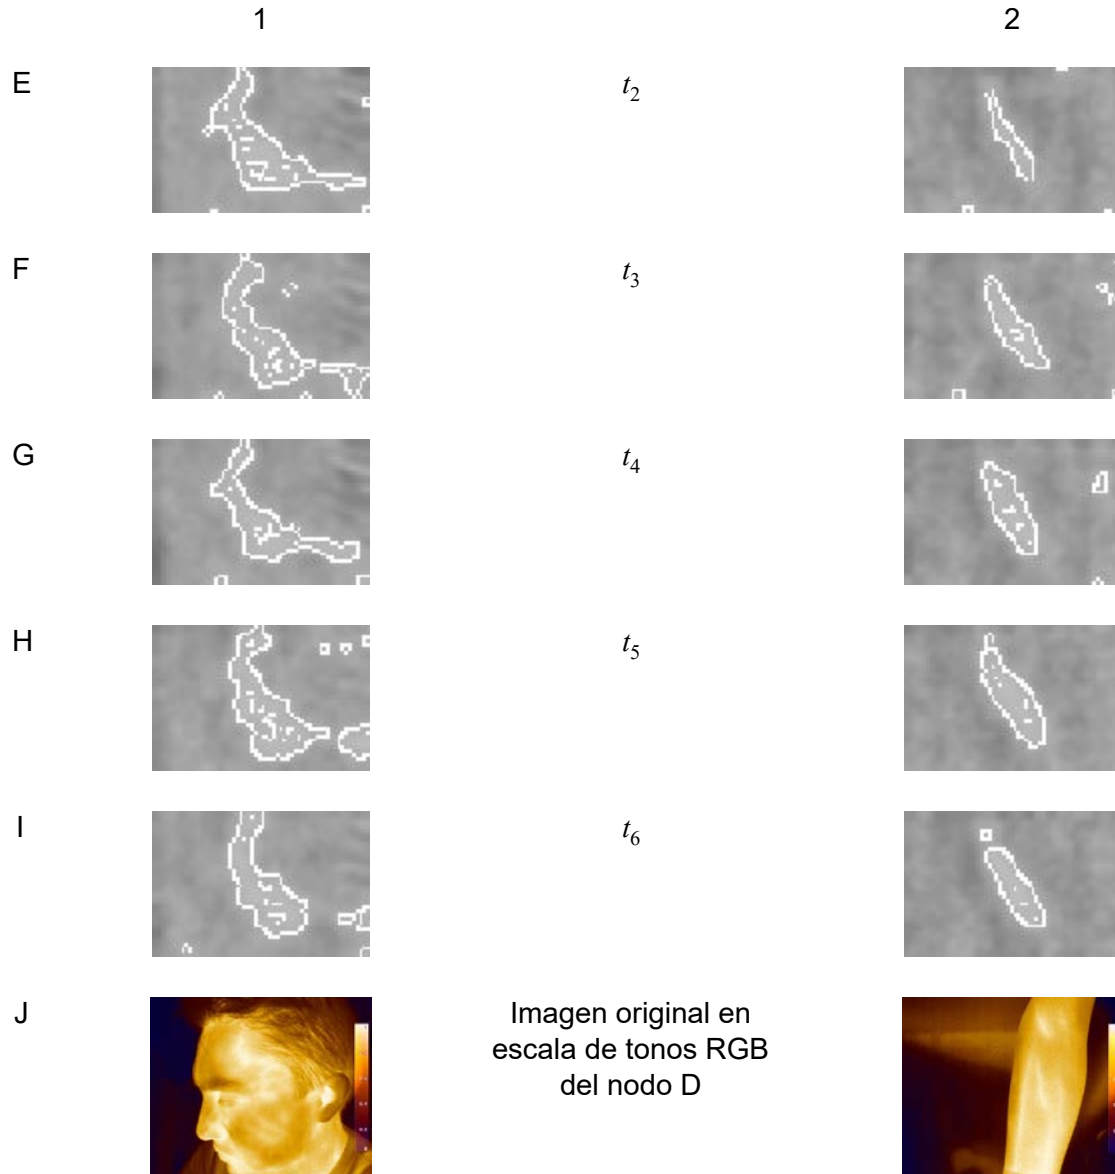 1 2
E t2
F t3
G t4
H t5
I t6
J Imagen original en
escala de tonos RGB
del nodo D